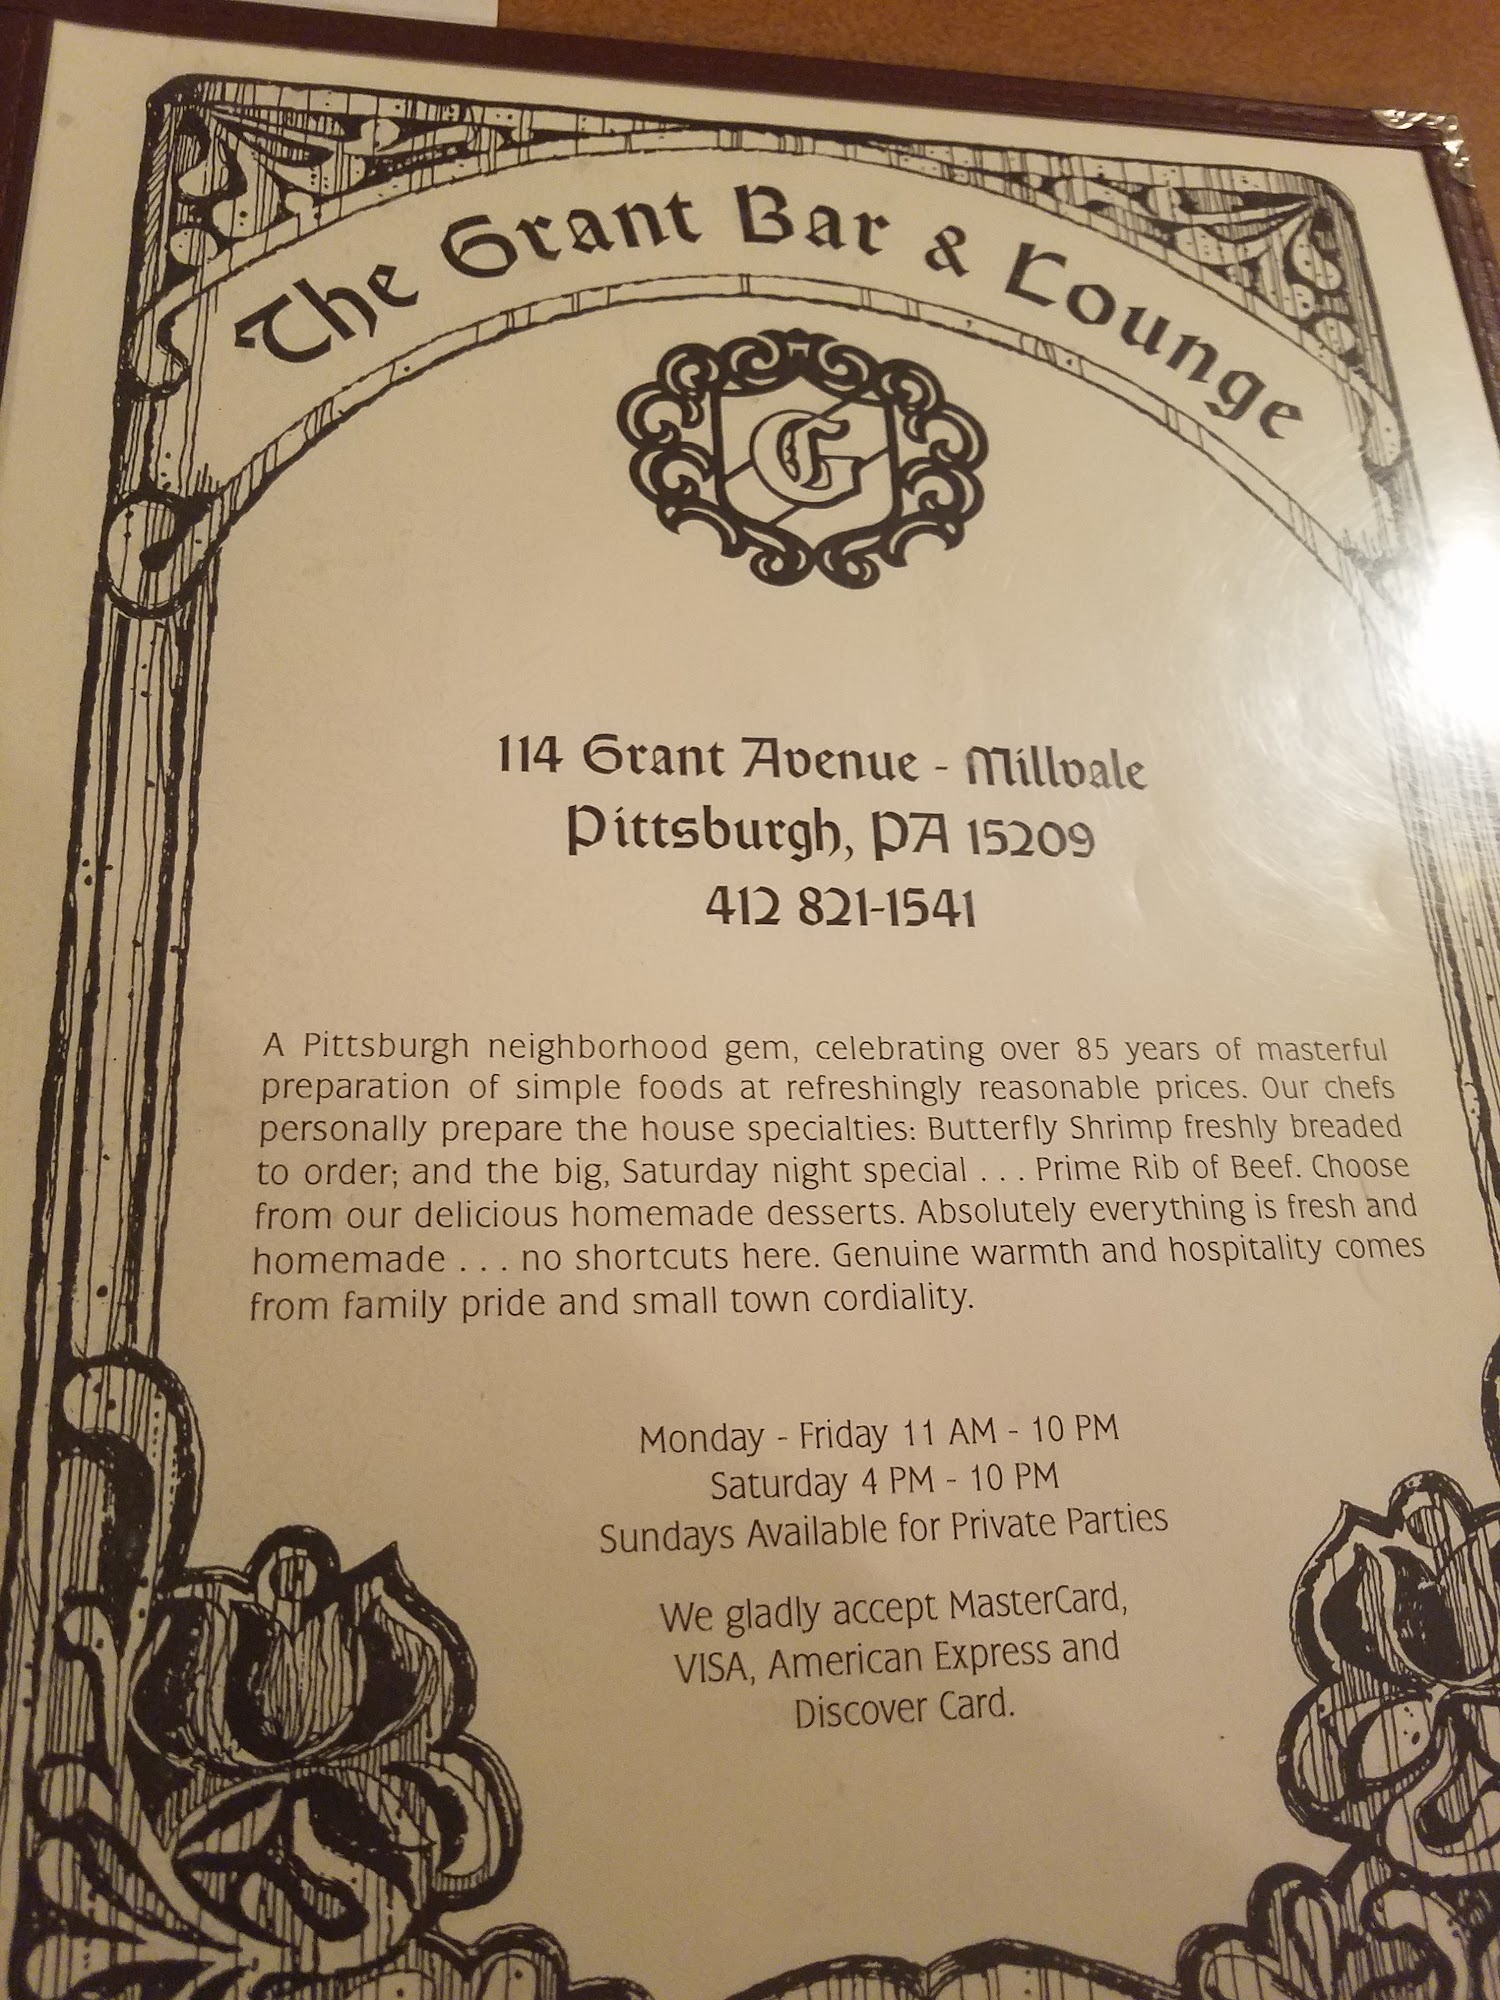 The Grant Bar & Lounge
G
114 Grant Avenue - Millvale
Pittsburgh, PA 15209
412 821-1541
A Pittsburgh neighborhood gem, celebrating over 85 years of masterful
preparation of simple foods at refreshingly reasonable prices. Our chefs
personally prepare the house specialties: Butterfly Shrimp freshly breaded
to order; and the big, Saturday night special . . . Prime Rib of Beef. Choose
from our delicious homemade desserts. Absolutely everything is fresh and
homemade . . . no shortcuts here. Genuine warmth and hospitality comes
from family pride and small town cordiality.
Monday - Friday 11 AM - 10 PM
Saturday 4 PM - 10 PM
Sundays Available for Private Parties
We gladly accept MasterCard,
VISA, American Express and
Discover Card.